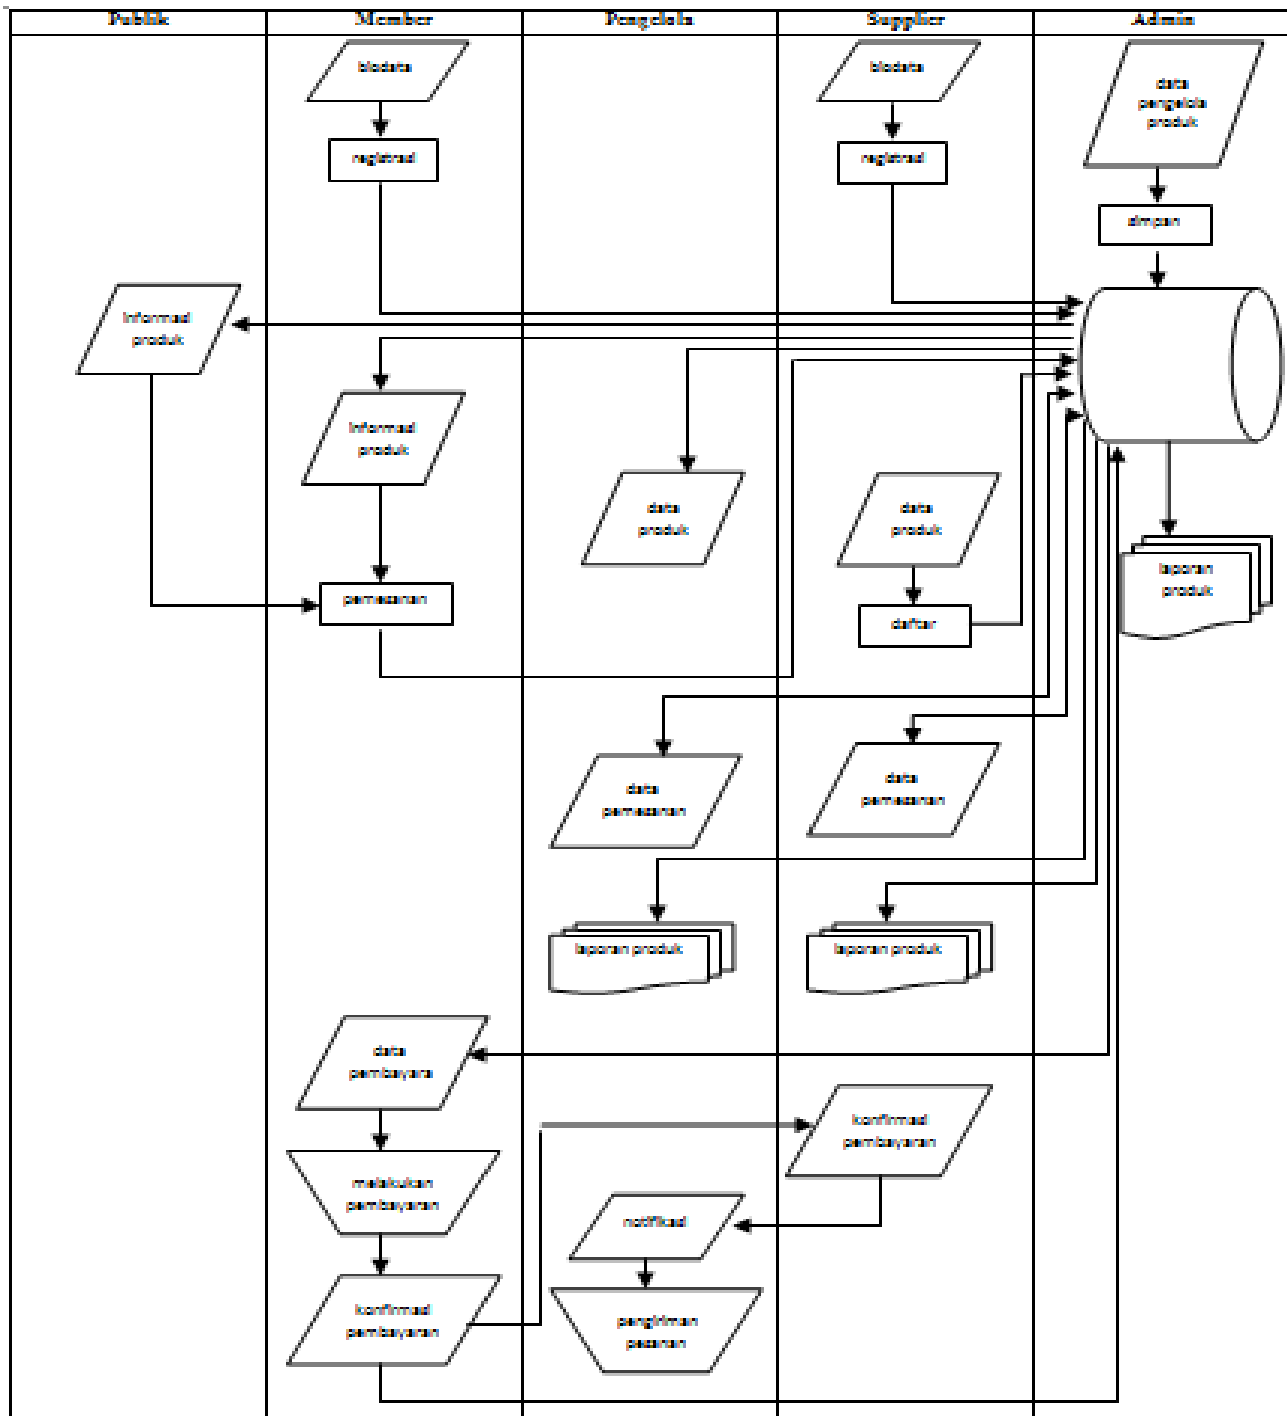 Publik
Member
Pengelola
Supplier
Admin
biodata
biodata
data
pengelola
produk
registrasi
registrasi
simpan
informasi
produk
informasi
produk
data
produk
data
produk
laporan
produk
pemesanan
daftar
data
pemesanan
data
pemesanan
laporan produk
laporan produk
data
pembayara
konfirmasi
pembayaran
melakukan
pembayaran
notifikasi
konfirmasi
pembayaran
pengiriman
pesanan